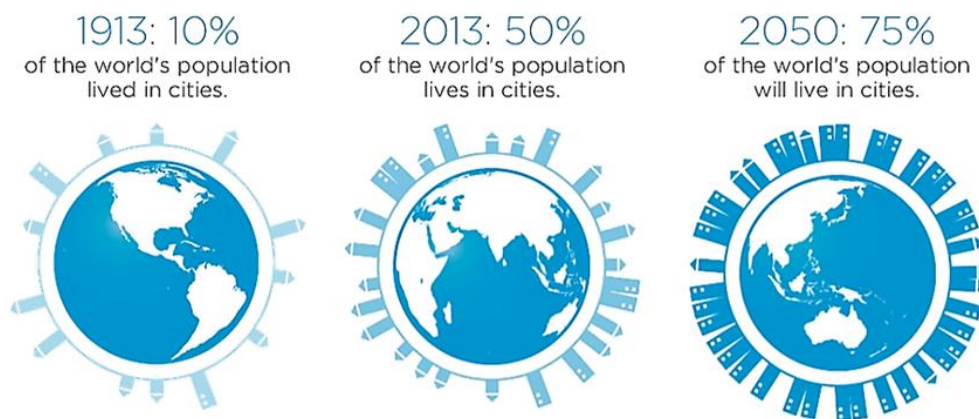 1913: 10%
of the world's population
lived in cities.
2013: 50%
of the world's population
lives in cities.
2050: 75%
of the world's population
will live in cities.